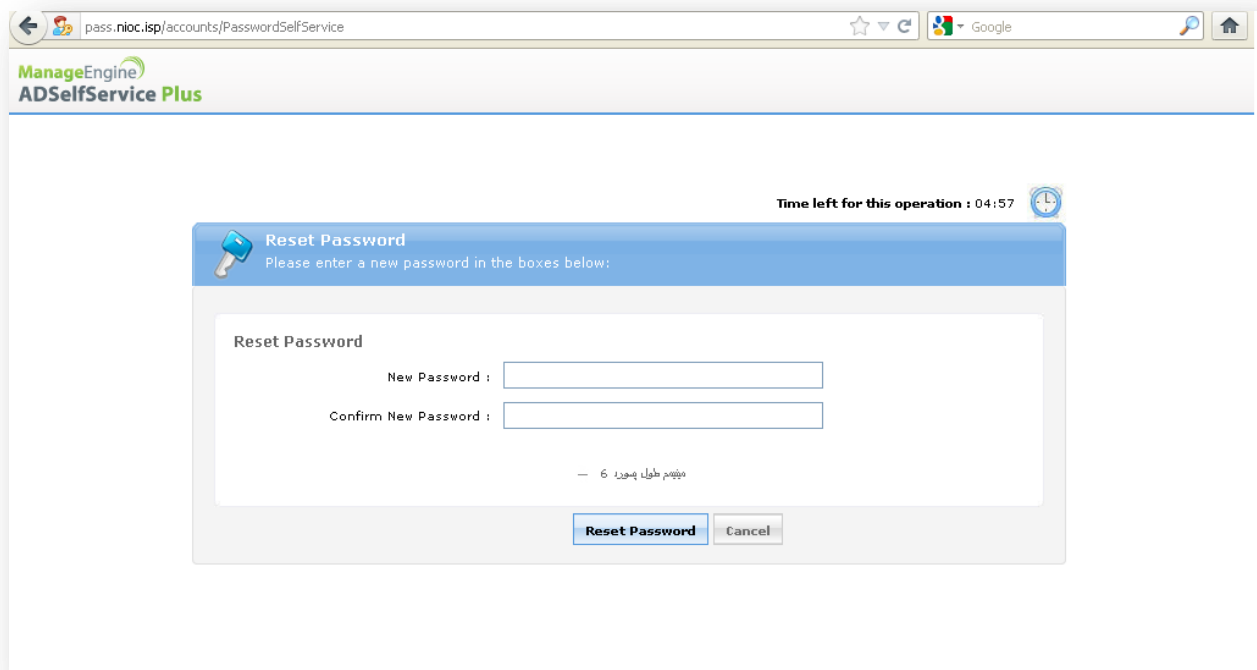 pass.nioc.isp/accounts/PasswordSelfService
Google
ManageEngine
ADSelfService Plus
Time left for this operation : 04:57
Reset Password
Please enter a new password in the boxes below:
Reset Password
New Password :
Confirm New Password :
مینیمم طول پسورد 6 –
Reset Password
Cancel